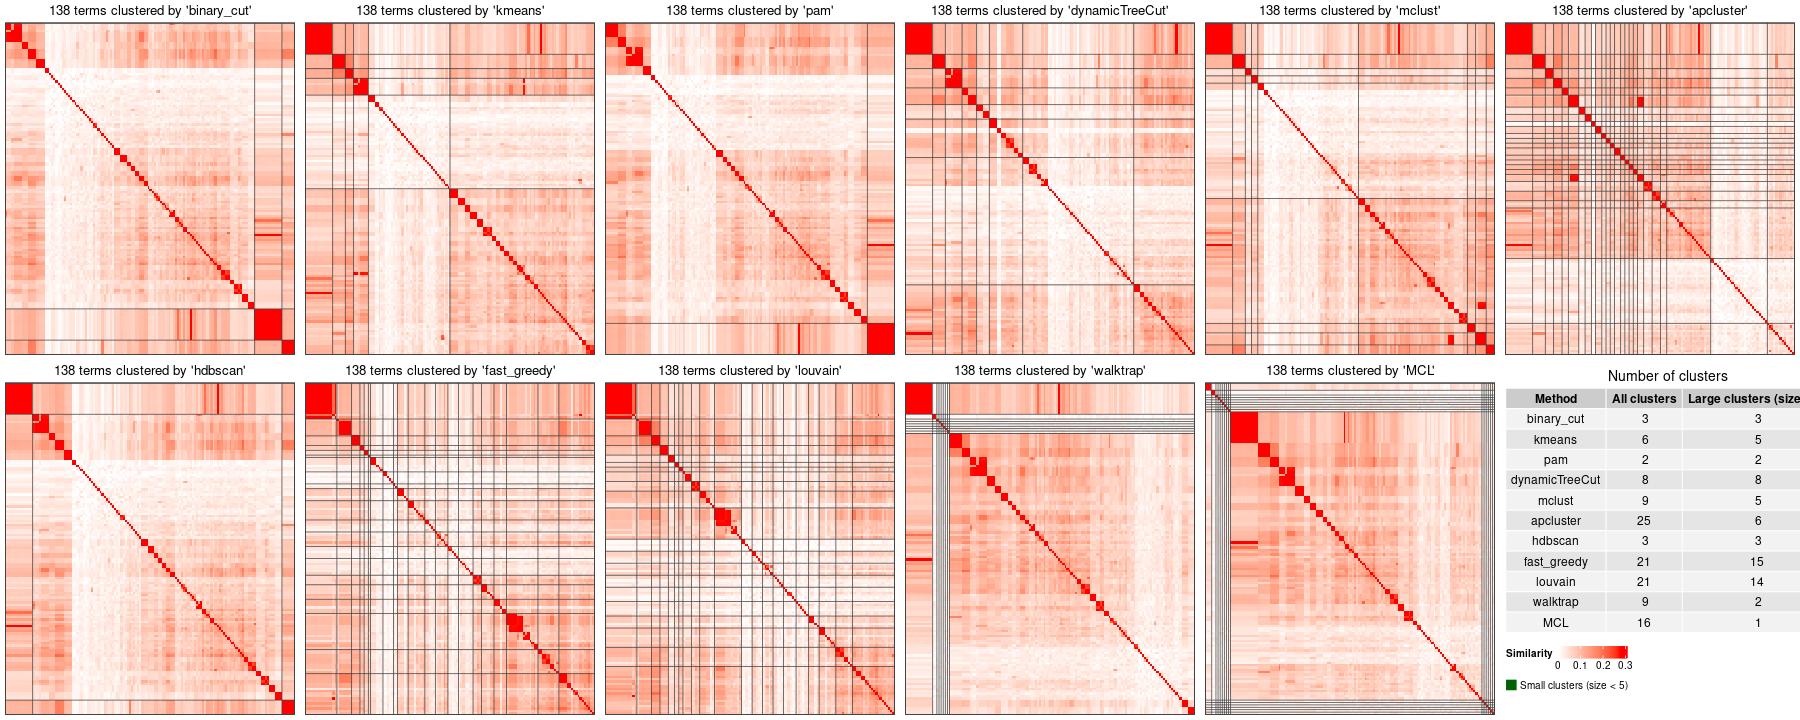 138 terms clustered by 'binary_cut'
138 terms clustered by 'kmeans'
138 terms clustered by 'pam'
138 terms clustered by 'dynamicTreeCut'
138 terms clustered by 'mclust'
138 terms clustered by 'apcluster'
138 terms clustered by 'hdbscan'
138 terms clustered by 'fast_greedy'
138 terms clustered by 'louvain'
138 terms clustered by 'walktrap'
138 terms clustered by 'MCL'
Number of clusters
Method All clusters Large clusters (size
binary_cut 3 3
kmeans 6 5
pam 2 2
dynamicTreeCut 8 8
mclust 9 5
apcluster 25 6
hdbscan 3 3
fast_greedy 21 15
louvain 21 14
walktrap 9 2
MCL 16 1
Similarity
0 0.1 0.2 0.3
Small clusters (size < 5)